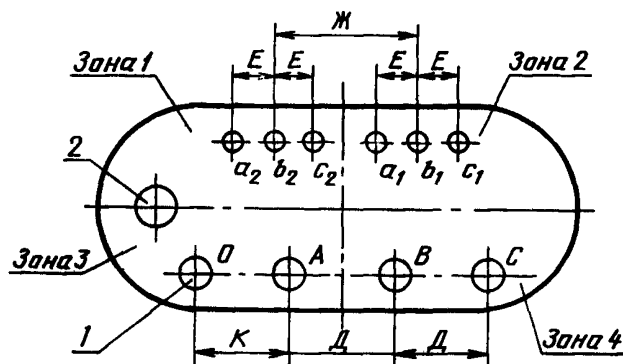 Ж
Е Е Е Е
Зона 1 Зона 2
a₂ b₂ c₂ a₁ b₁ c₁
2
Зона 3
O A B C
1 К Д Д Зона 4